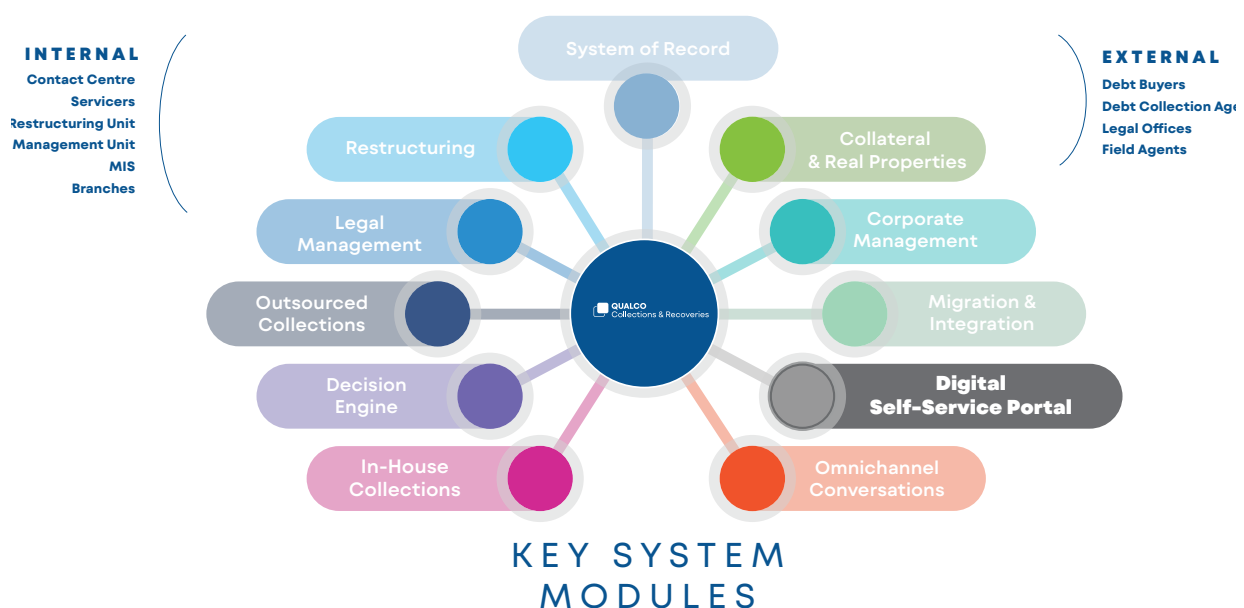 INTERNAL
Contact Centre
Servicers
Restructuring Unit
Management Unit
MIS
Branches
EXTERNAL
Debt Buyers
Debt Collection
Legal Offices
Field Agents
System of Record
Restructuring
Collateral
& Real Properties
Legal
Management
Corporate
Management
Outsourced
Collections
QUALCO
Collections & Recoveries
Migration &
Integration
Decision
Engine
Digital
Self-Service Portal
In-House
Collections
Omnichannel
Conversations
KEY SYSTEM
MODULES